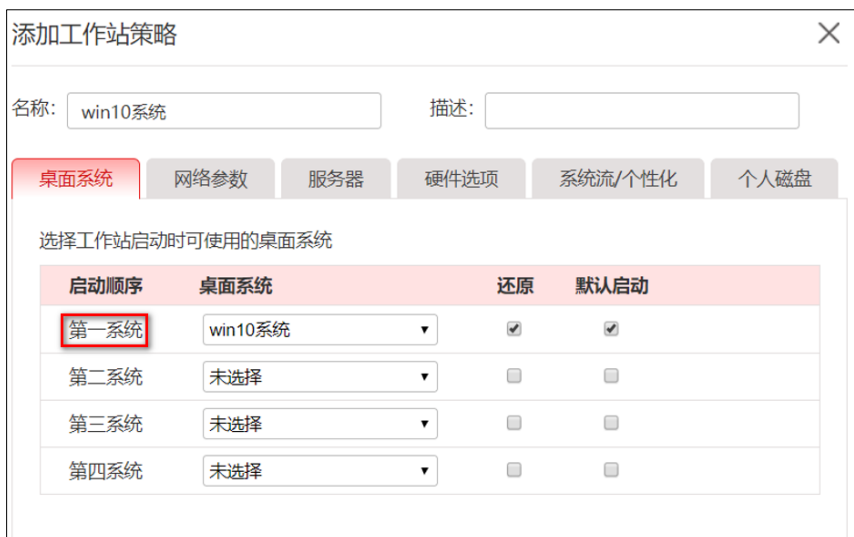 添加工作站策略
名称: win10系统 描述:
桌面系统 网络参数 服务器 硬件选项 系统流/个性化 个人磁盘
选择工作站启动时可使用的桌面系统
启动顺序 桌面系统 还原 默认启动
第一系统 win10系统
第二系统 未选择
第三系统 未选择
第四系统 未选择